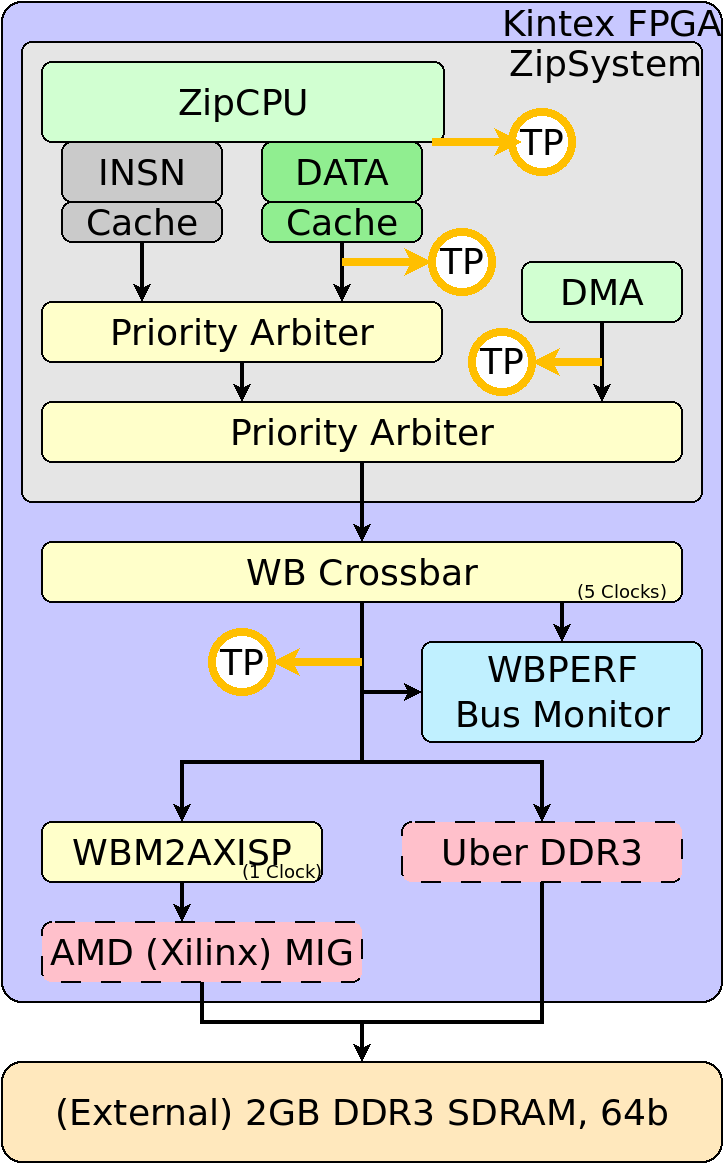 Kintex FPGA
ZipSystem
ZipCPU
TP
INSN
DATA
Cache
Cache
TP
DMA
Priority Arbiter
TP
Priority Arbiter
WB Crossbar
(5 Clocks)
TP
WBPERF
Bus Monitor
WBM2AXISP
(1 Clock)
Uber DDR3
AMD (Xilinx) MIG
(External) 2GB DDR3 SDRAM, 64b